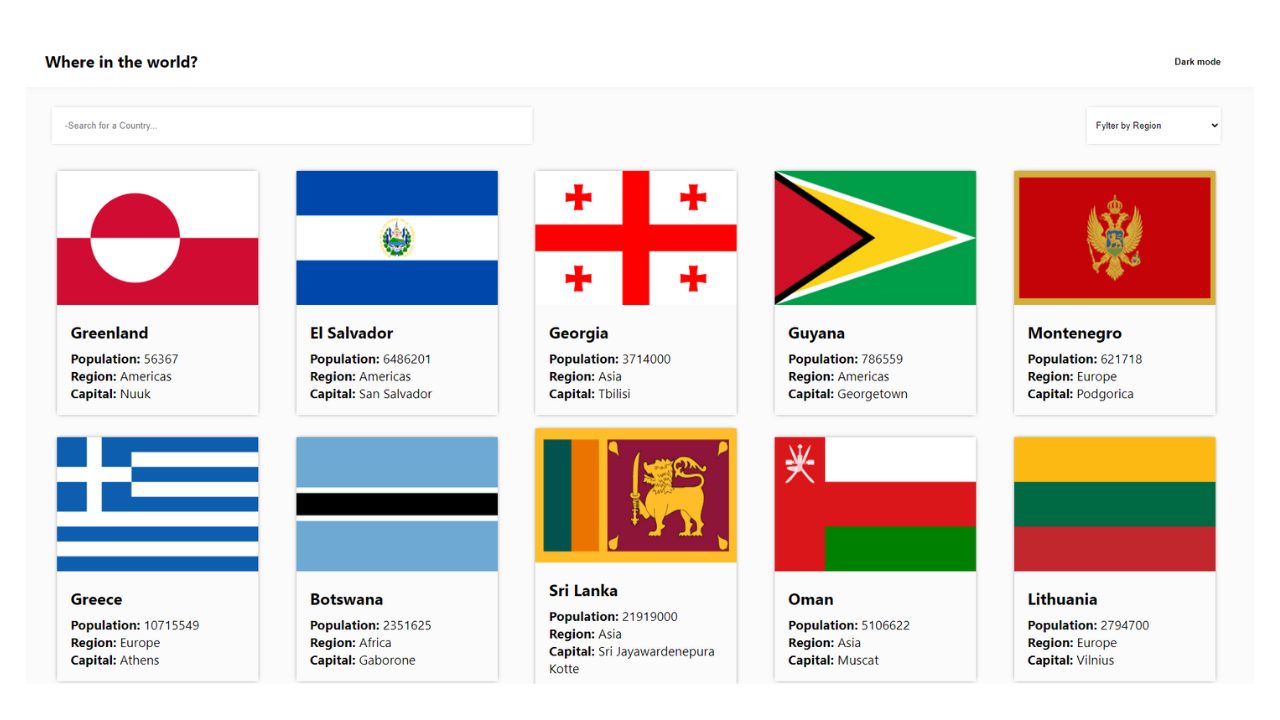 Where in the world?
Dark mode
-Search for a Country...
Fylter by Region
Greenland
Population: 56367
Region: Americas
Capital: Nuuk
El Salvador
Population: 6486201
Region: Americas
Capital: San Salvador
Georgia
Population: 3714000
Region: Asia
Capital: Tbilisi
Guyana
Population: 786559
Region: Americas
Capital: Georgetown
Montenegro
Population: 621718
Region: Europe
Capital: Podgorica
Greece
Population: 10715549
Region: Europe
Capital: Athens
Botswana
Population: 2351625
Region: Africa
Capital: Gaborone
Sri Lanka
Population: 21919000
Region: Asia
Capital: Sri Jayawardenepura
Kotte
Oman
Population: 5106622
Region: Asia
Capital: Muscat
Lithuania
Population: 2794700
Region: Europe
Capital: Vilnius